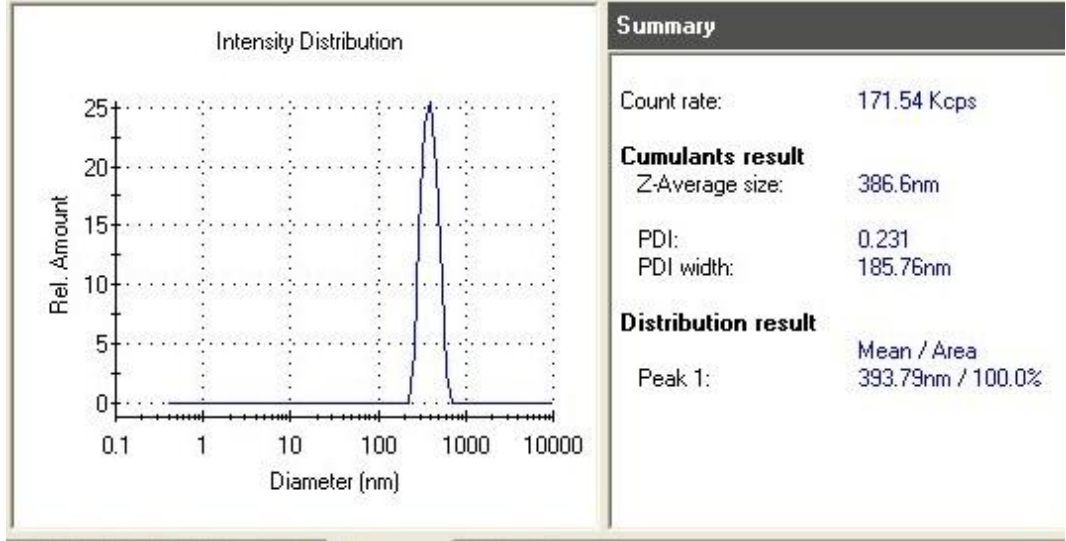 Intensity Distribution
25
20
15
10
5
0
Rel. Amount
0.1 1 10 100 1000 10000
Diameter (nm)
Summary
Count rate: 171.54 Kcps
Cumulants result
Z-Average size: 386.6nm
PDI: 0.231
PDI width: 185.76nm
Distribution result
Mean / Area
Peak 1: 393.79nm / 100.0%